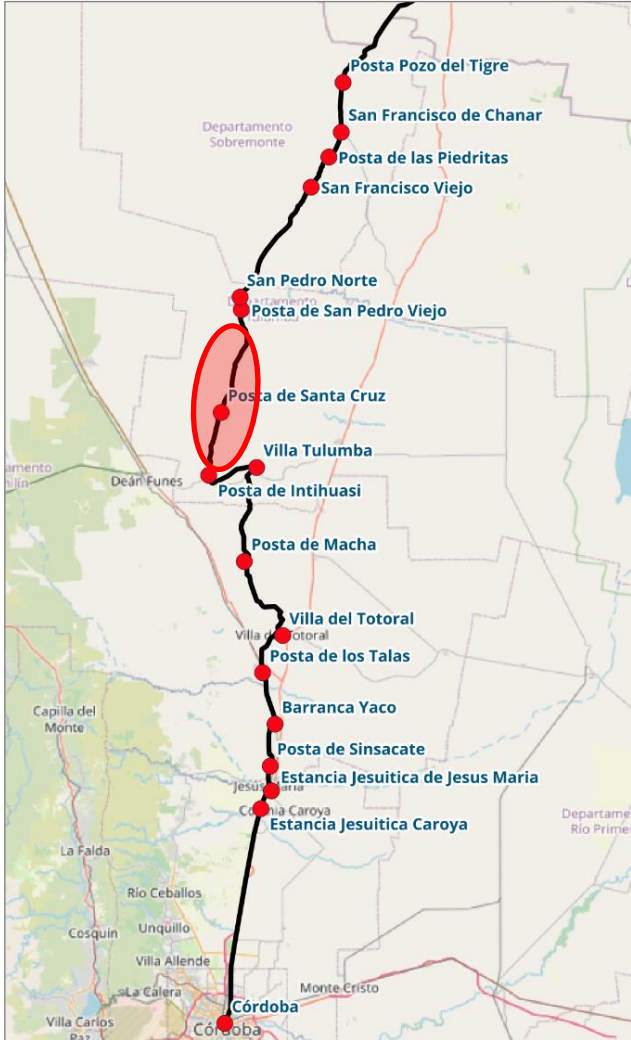 Posta Pozo del Tigre
San Francisco de Chanar
Departamento
Sobremonte
Posta de las Piedritas
San Francisco Viejo
San Pedro Norte
Departamento
Posta de San Pedro Viejo
Posta de Santa Cruz
Villa Tulumba
Deán Funes
Posta de Intihuasi
Posta de Macha
Villa del Totoral
Villa del Totoral
Posta de los Talas
Capilla del
Monte
Barranca Yaco
Posta de Sinsacate
Estancia Jesuitica de Jesus Maria
Jesús María
Colonia Caroya
Estancia Jesuitica Caroya
Departame
Río Primer
La Falda
Río Ceballos
Cosquín
Unquillo
Villa Allende
La Calera
Monte Cristo
Córdoba
Villa Carlos
Paz
Córdoba